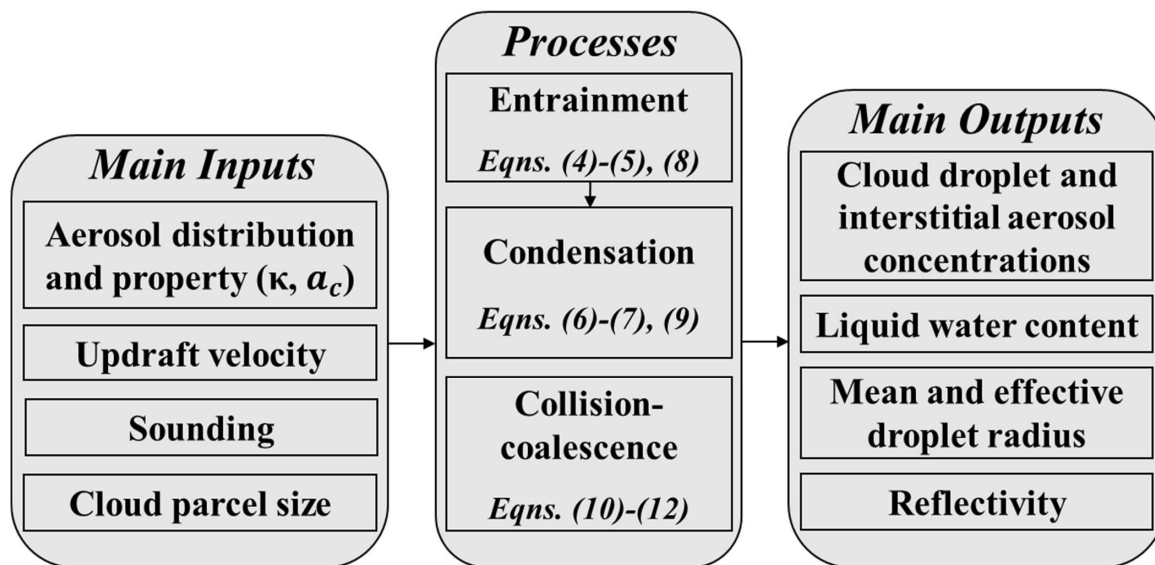 Main Inputs
Aerosol distribution
and property (κ, a_c)
Updraft velocity
Sounding
Cloud parcel size
Processes
Entrainment
Eqns. (4)-(5), (8)
Condensation
Eqns. (6)-(7), (9)
Collision-
coalescence
Eqns. (10)-(12)
Main Outputs
Cloud droplet and
interstitial aerosol
concentrations
Liquid water content
Mean and effective
droplet radius
Reflectivity